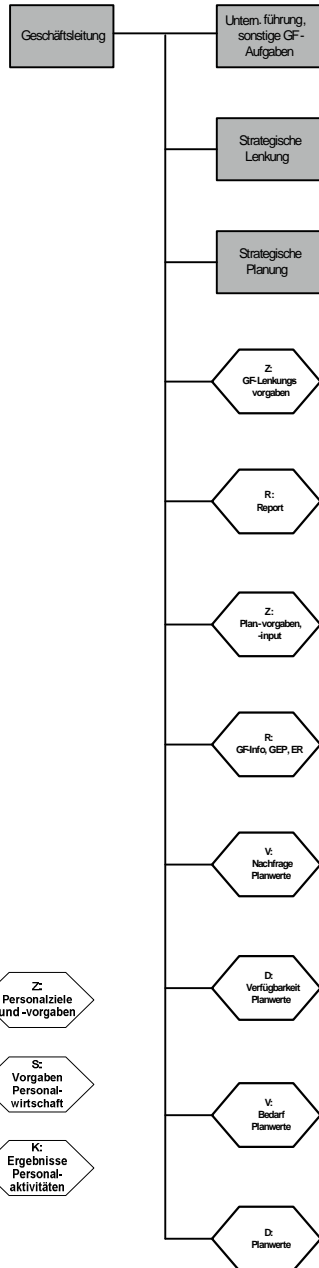 Geschäftsleitung
Untern. führung,
sonstige GF-
Aufgaben
Strategische
Lenkung
Strategische
Planung
Z:
GF-Lenkungs
vorgaben
R:
Report
Z:
Plan-vorgaben,
-input
R:
GF-Info, GEP, ER
V:
Nachfrage
Planwerte
D:
Verfügbarkeit
Planwerte
Z:
Personalziele
und -vorgaben
S:
Vorgaben
Personal-
wirtschaft
V:
Bedarf
Planwerte
K:
Ergebnisse
Personal-
aktivitäten
D:
Planwerte